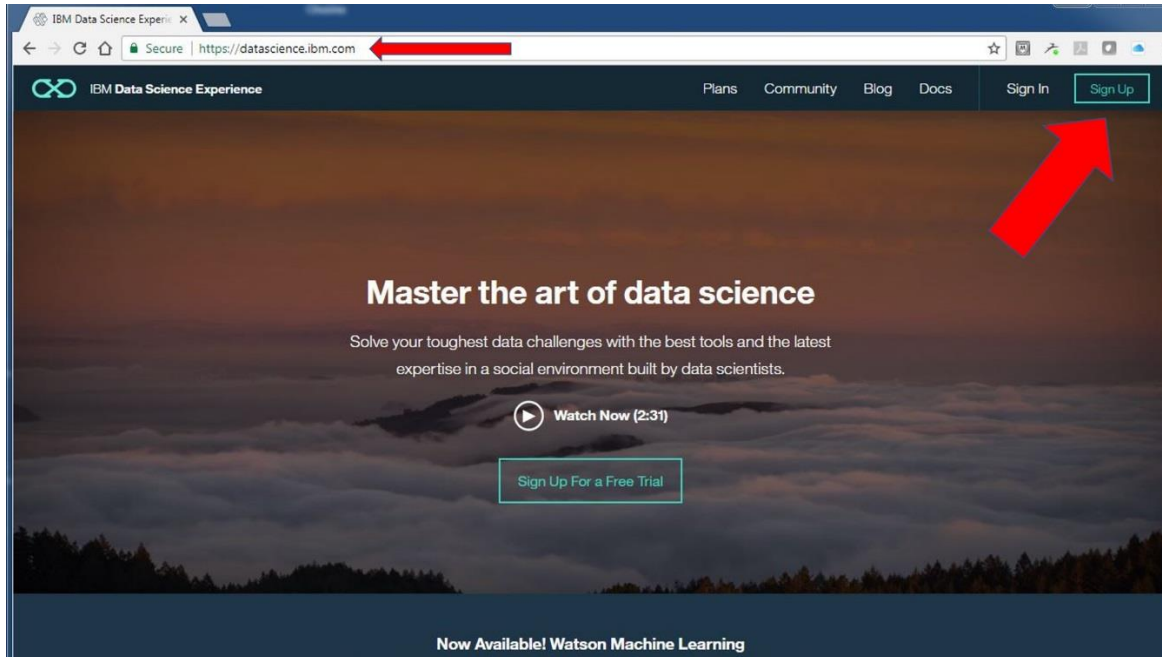 IBM Data Science Experie
Secure | https://datascience.ibm.com
IBM Data Science Experience
Plans Community Blog Docs Sign In Sign Up
Master the art of data science
Solve your toughest data challenges with the best tools and the latest
expertise in a social environment built by data scientists.
Watch Now (2:31)
Sign Up For a Free Trial
Now Available! Watson Machine Learning